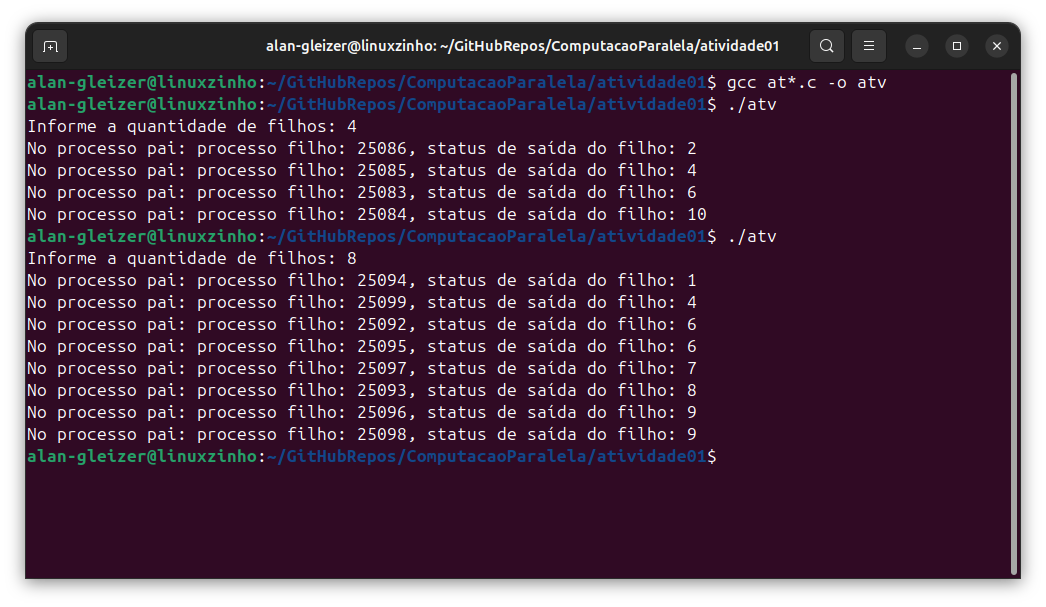 alan-gleizer@linuxzinho: ~/GitHubRepos/ComputacaoParalela/atividade01
alan-gleizer@linuxzinho:~/GitHubRepos/ComputacaoParalela/atividade01$ gcc at*.c -o atv
alan-gleizer@linuxzinho:~/GitHubRepos/ComputacaoParalela/atividade01$ ./atv
Informe a quantidade de filhos: 4
No processo pai: processo filho: 25086, status de saída do filho: 2
No processo pai: processo filho: 25085, status de saída do filho: 4
No processo pai: processo filho: 25083, status de saída do filho: 6
No processo pai: processo filho: 25084, status de saída do filho: 10
alan-gleizer@linuxzinho:~/GitHubRepos/ComputacaoParalela/atividade01$ ./atv
Informe a quantidade de filhos: 8
No processo pai: processo filho: 25094, status de saída do filho: 1
No processo pai: processo filho: 25099, status de saída do filho: 4
No processo pai: processo filho: 25092, status de saída do filho: 6
No processo pai: processo filho: 25095, status de saída do filho: 6
No processo pai: processo filho: 25097, status de saída do filho: 7
No processo pai: processo filho: 25093, status de saída do filho: 8
No processo pai: processo filho: 25096, status de saída do filho: 9
No processo pai: processo filho: 25098, status de saída do filho: 9
alan-gleizer@linuxzinho:~/GitHubRepos/ComputacaoParalela/atividade01$